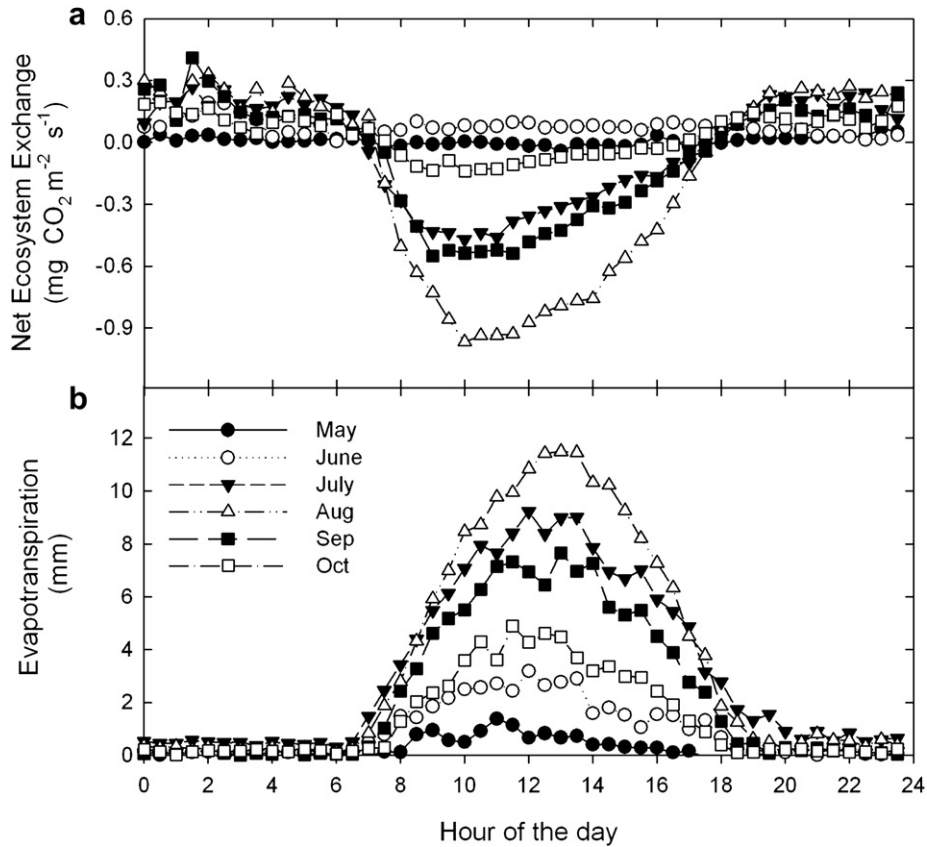 a
0.6
0.3
0.0
-0.3
-0.6
-0.9
Net Ecosystem Exchange
(mg CO₂ m⁻² s⁻¹)
b
May
June
July
Aug
Sep
Oct
12
10
8
6
4
2
0
Evapotranspiration
(mm)
0 2 4 6 8 10 12 14 16 18 20 22 24
Hour of the day